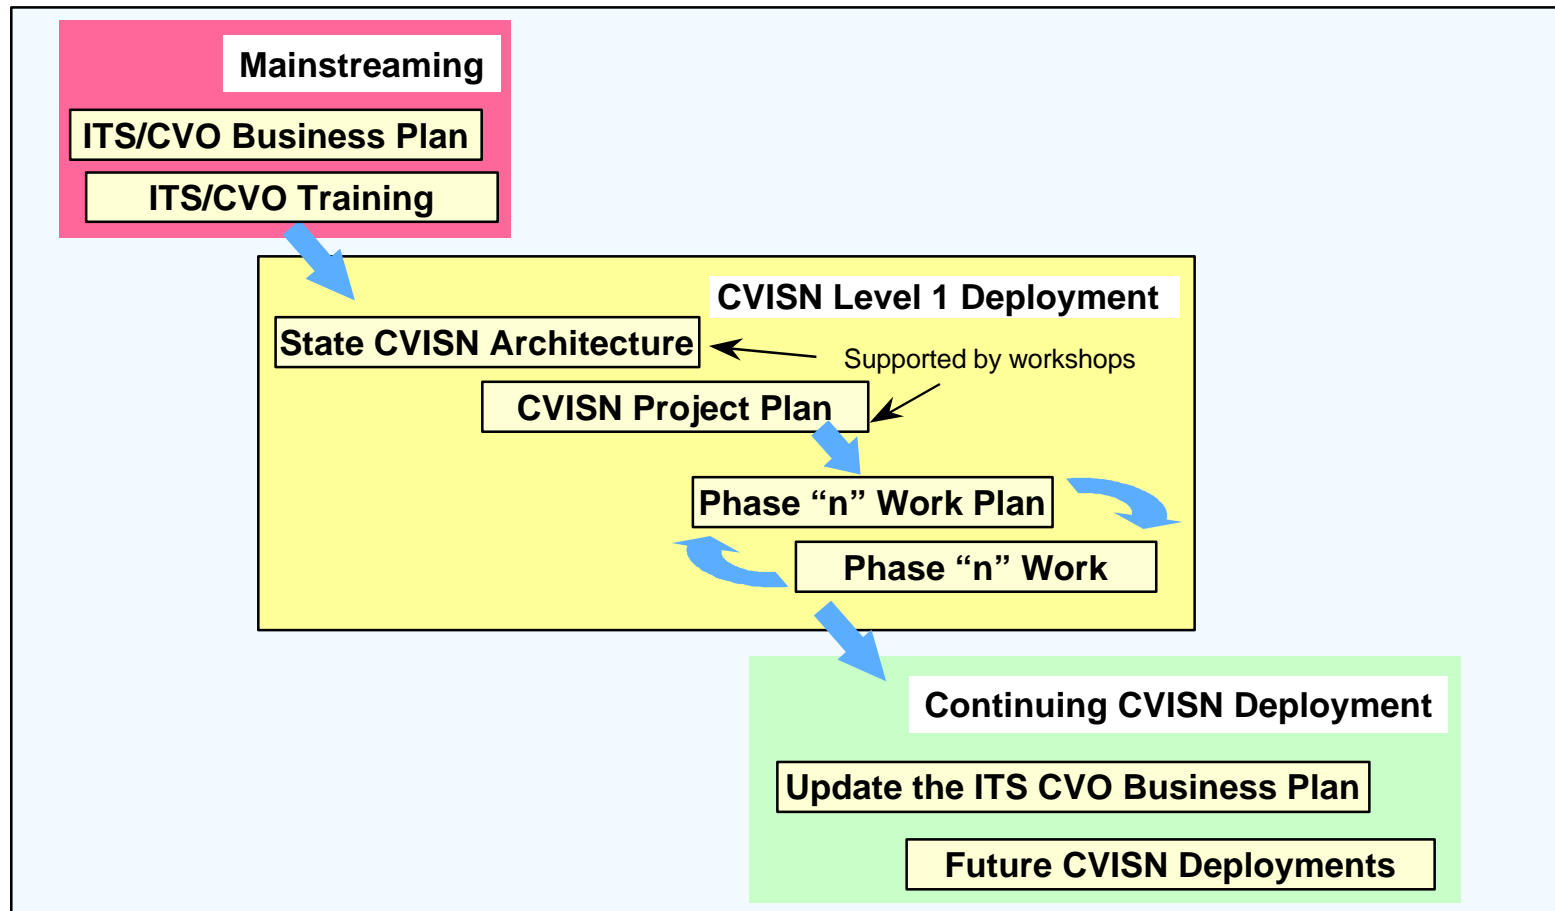 Mainstreaming
ITS/CVO Business Plan
ITS/CVO Training
CVISN Level 1 Deployment
State CVISN Architecture
Supported by workshops
CVISN Project Plan
Phase “n” Work Plan
Phase “n” Work
Continuing CVISN Deployment
Update the ITS CVO Business Plan
Future CVISN Deployments